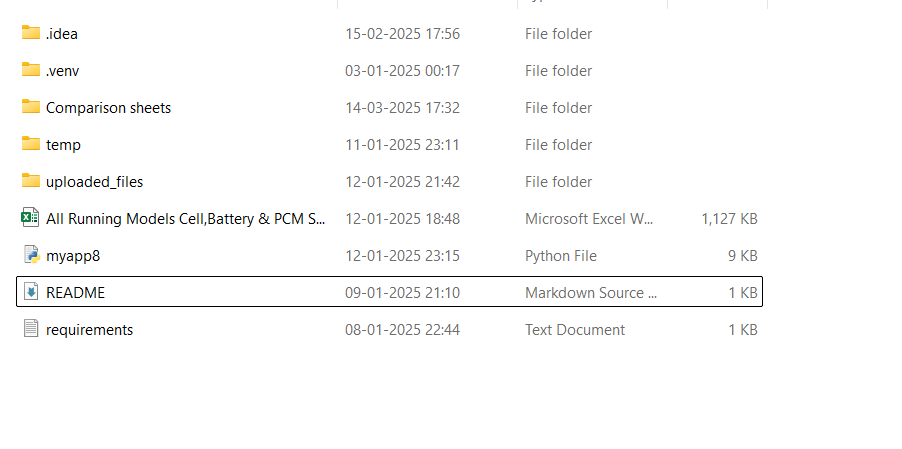 .idea 15-02-2025 17:56 File folder
.venv 03-01-2025 00:17 File folder
Comparison sheets 14-03-2025 17:32 File folder
temp 11-01-2025 23:11 File folder
uploaded_files 12-01-2025 21:42 File folder
All Running Models Cell,Battery & PCM S... 12-01-2025 18:48 Microsoft Excel W... 1,127 KB
myapp8 12-01-2025 23:15 Python File 9 KB
README 09-01-2025 21:10 Markdown Source ... 1 KB
requirements 08-01-2025 22:44 Text Document 1 KB